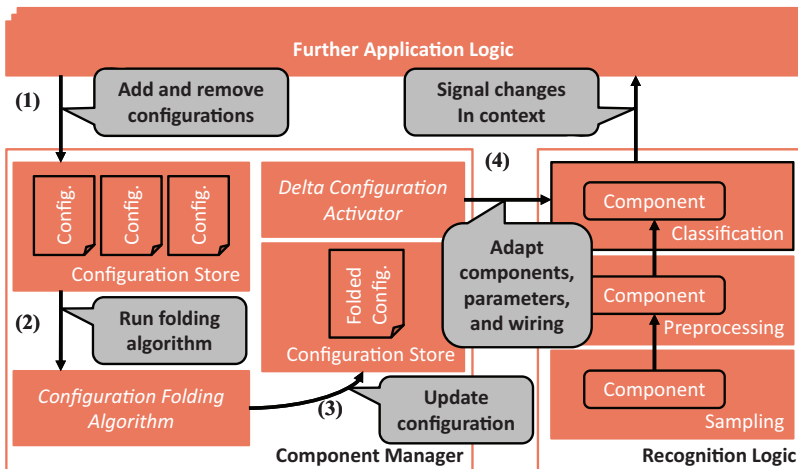 Further Application Logic
(1)
Add and remove
configurations
Signal changes
In context
(4)
Config.
Config.
Config.
Configuration Store
Delta Configuration
Activator
Component
Classification
Adapt
components,
parameters,
and wiring
Folded
Config.
Configuration Store
Component
Preprocessing
(2)
Run folding
algorithm
Configuration Folding
Algorithm
(3)
Update
configuration
Component
Sampling
Component Manager
Recognition Logic